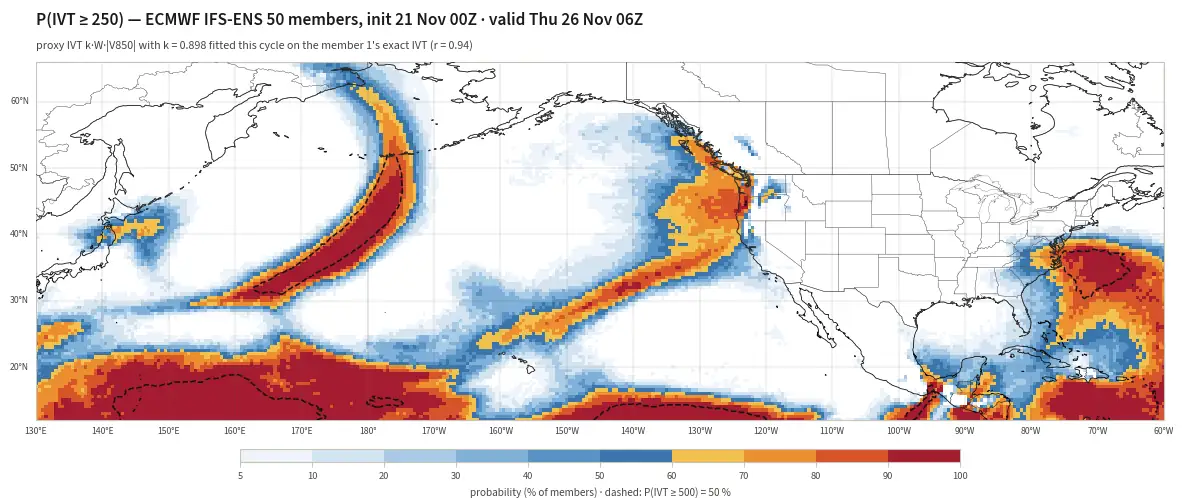 P(IVT ≥ 250) — ECMWF IFS-ENS 50 members, init 21 Nov 00Z · valid Thu 26 Nov 06Z
proxy IVT k·W·|V850| with k = 0.898 fitted this cycle on the member 1's exact IVT (r = 0.94)
60°N
50°N
40°N
30°N
20°N
130°E 140°E 150°E 160°E 170°E 180° 170°W 160°W 150°W 140°W 130°W 120°W 110°W 100°W 90°W 80°W 70°W 60°W
5 10 20 30 40 50 60 70 80 90 100
probability (% of members) · dashed: P(IVT ≥ 500) = 50 %